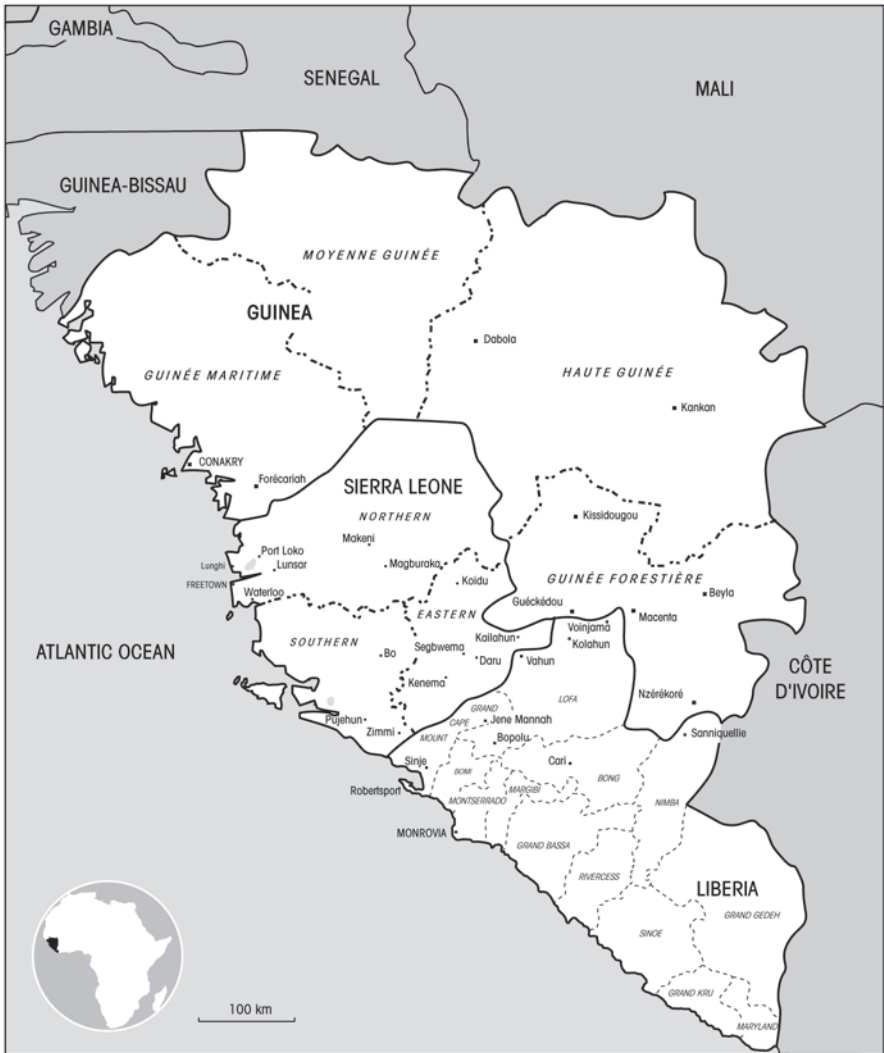 GAMBIA
SENEGAL
MALI
GUINEA-BISSAU
MOYENNE GUINÉE
GUINEA
Dabola
GUINÉE MARITIME
HAUTE GUINÉE
Kankan
CONAKRY
Forécariah
SIERRA LEONE
NORTHERN
Kissidougou
Makeni
Port Loko
Lunghi
Lunsar
Magburaka
Koidu
GUINÉE FORESTIÈRE
FREETOWN
Waterloo
Beyla
Guéckédou
EASTERN
Macenta
Voinjama
SOUTHERN
Kailahun
Kolahun
ATLANTIC OCEAN
Bo
Segbwema
Daru
Vahun
CÔTE
D'IVOIRE
Kenema
Nzérékoré
LOFA
GRAND
CAPE
MOUNT
Pujehun
Jene Mannah
Zimmi
Bopolu
Sanniquellie
Sinje
BOMI
Cari
BONG
Robertsport
MARGIBI
MONTSERRADO
NIMBA
MONROVIA
GRAND BASSA
RIVERCESS
LIBERIA
GRAND GEDEH
SINOE
GRAND KRU
MARYLAND
100 km